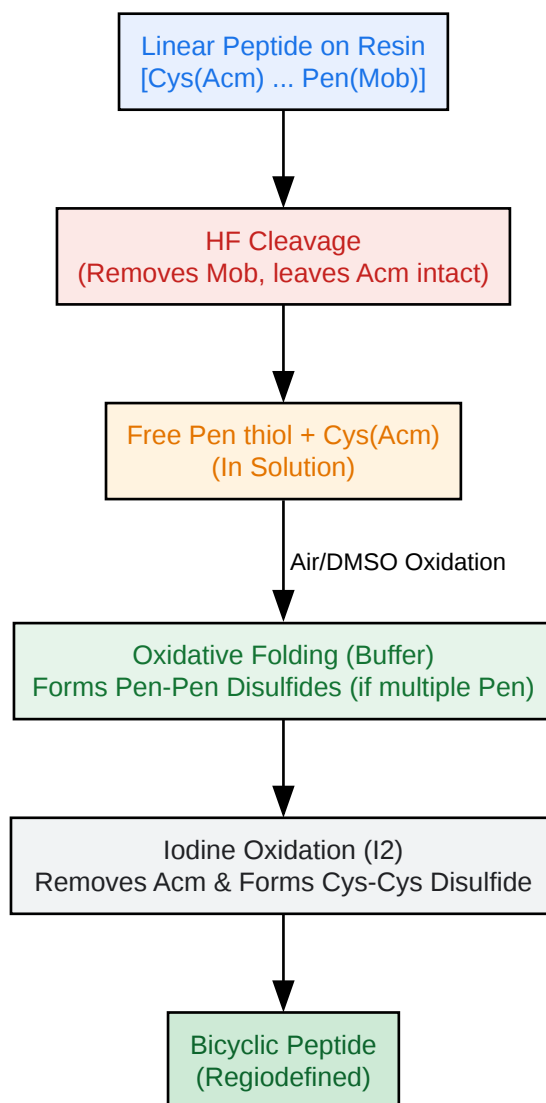 Linear Peptide on Resin
[Cys(Acm) ... Pen(Mob)]
HF Cleavage
(Removes Mob, leaves Acm intact)
Free Pen thiol + Cys(Acm)
(In Solution)
Air/DMSO Oxidation
Oxidative Folding (Buffer)
Forms Pen-Pen Disulfides (if multiple Pen)
Iodine Oxidation (I2)
Removes Acm & Forms Cys-Cys Disulfide
Bicyclic Peptide
(Regiodefined)